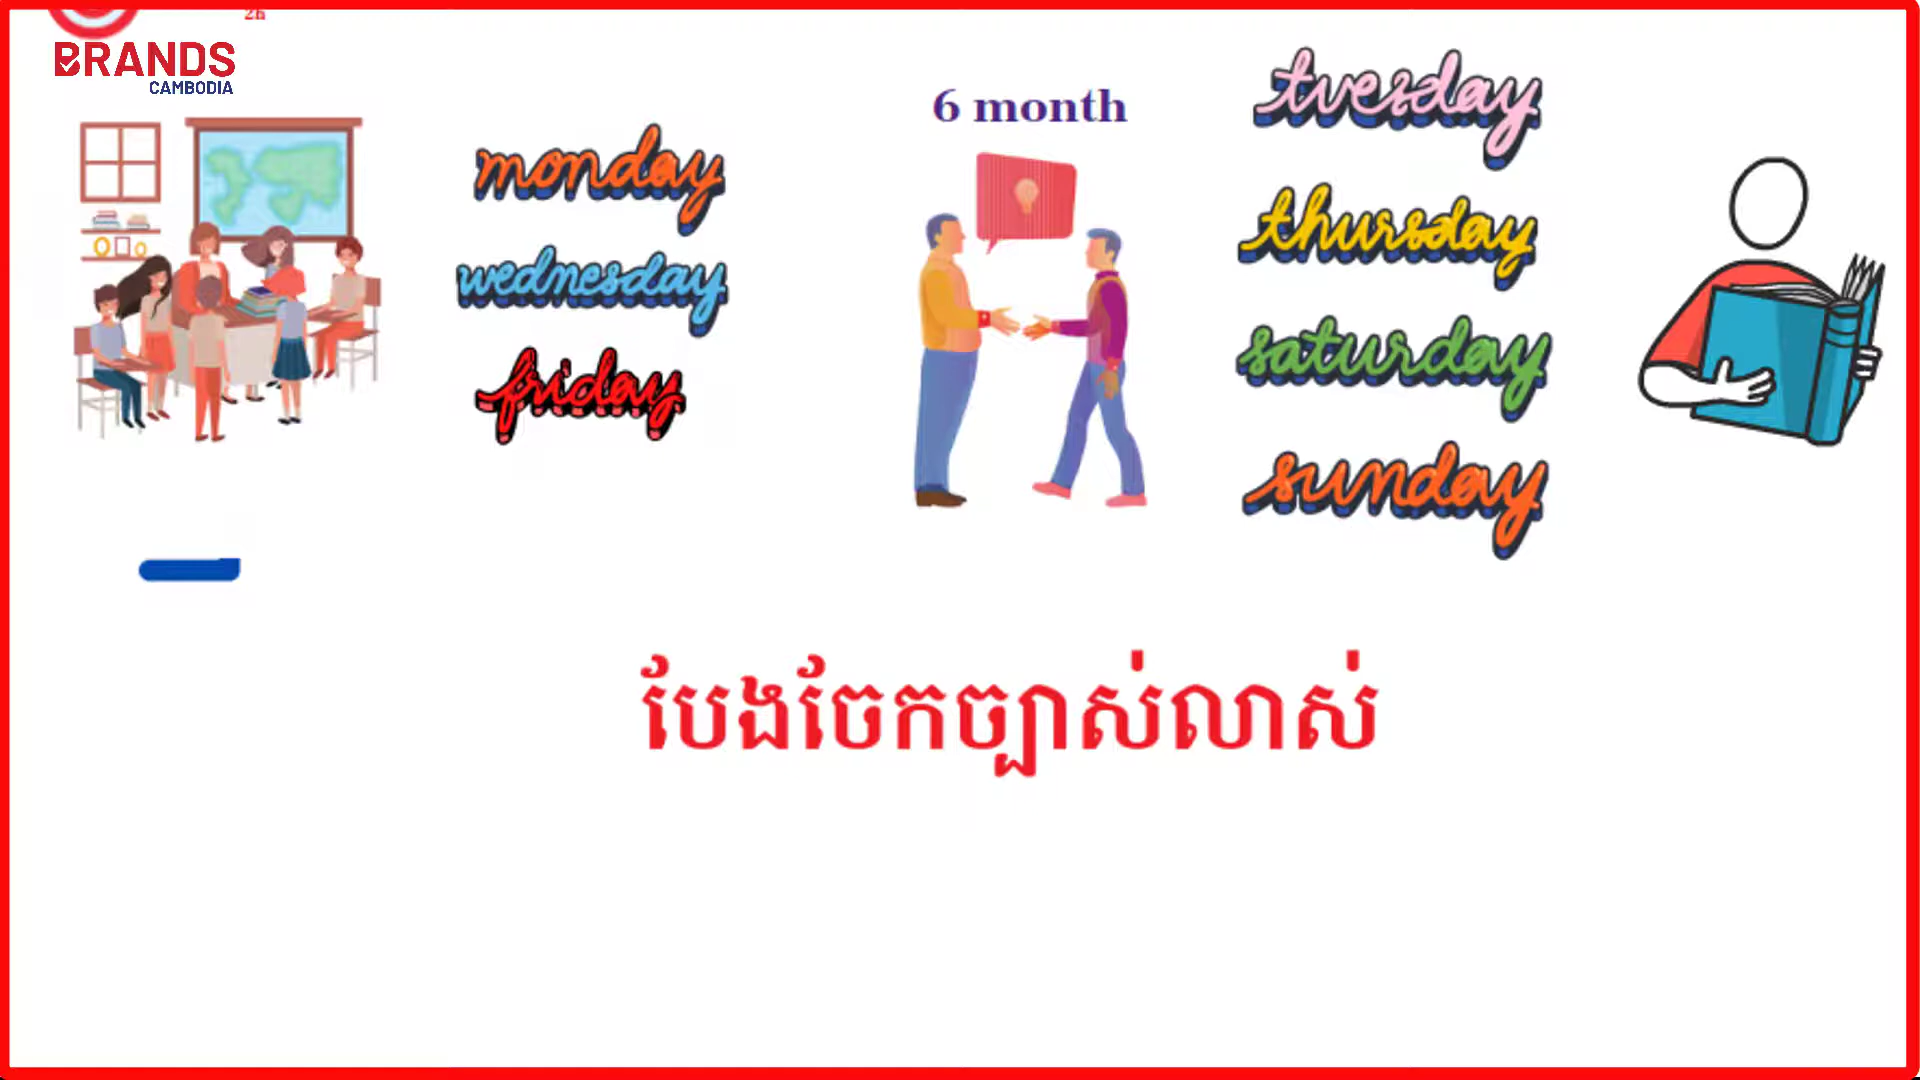 2h
BRANDS
CAMBODIA
6 month
monday
wednesday
friday
tuesday
thursday
saturday
sunday
បែងចែកច្បាស់លាស់